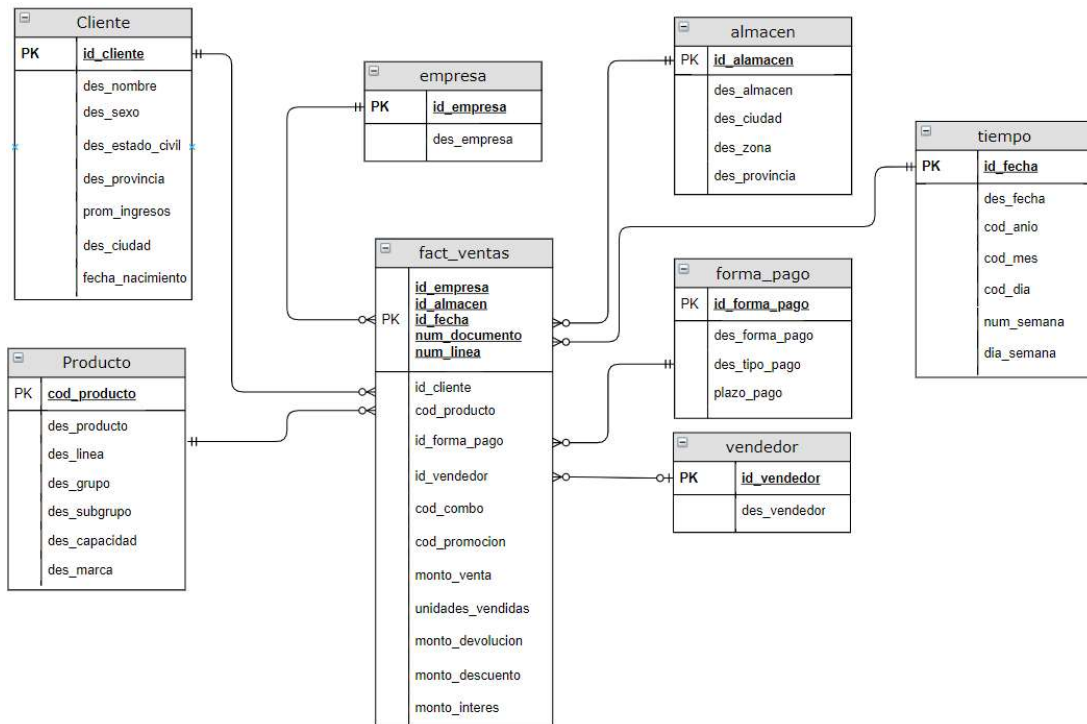 Cliente
PK id_cliente
des_nombre
des_sexo
des_estado_civil
des_provincia
prom_ingresos
des_ciudad
fecha_nacimiento
empresa
PK id_empresa
des_empresa
almacen
PK id_alamacen
des_almacen
des_ciudad
des_zona
des_provincia
tiempo
PK id_fecha
des_fecha
cod_anio
cod_mes
cod_dia
num_semana
dia_semana
fact_ventas
id_empresa
id_almacen
PK id_fecha
num_documento
num_linea
id_cliente
cod_producto
id_forma_pago
id_vendedor
cod_combo
cod_promocion
monto_venta
unidades_vendidas
monto_devolucion
monto_descuento
monto_interes
forma_pago
PK id_forma_pago
des_forma_pago
des_tipo_pago
plazo_pago
Producto
PK cod_producto
des_producto
des_linea
des_grupo
des_subgrupo
des_capacidad
des_marca
vendedor
PK id_vendedor
des_vendedor